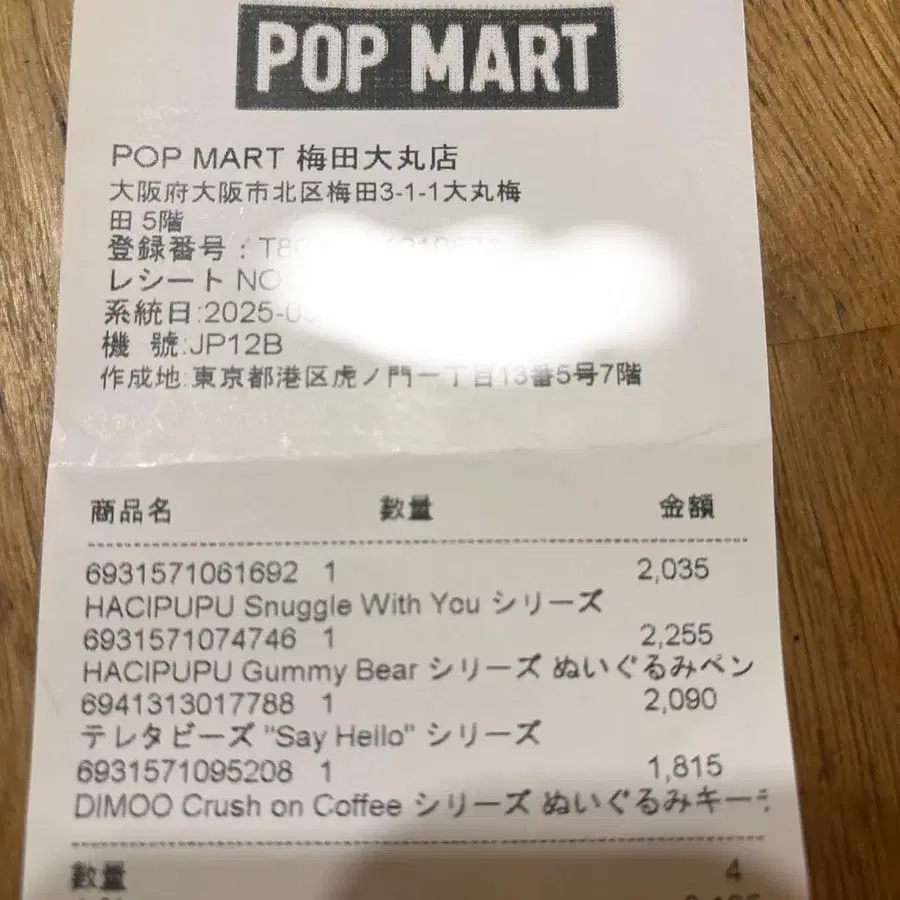 POP MART
POP MART 梅田大丸店
大阪府大阪市北区梅田3-1-1大丸梅
田 5階
登録番号:
レシート NO
系統日:2025-
機 號:JP12B
作成地:東京都港区虎ノ門一丁目13番5号7階
商品名 數量 金額
6931571061692 1 2,035
HACIPUPU Snuggle With You シリーズ
6931571074746 1 2,255
HACIPUPU Gummy Bear シリーズ ぬいぐるみペン
6941313017788 1 2,090
テレタビーズ "Say Hello" シリーズ
6931571095208 1 1,815
DIMOO Crush on Coffee シリーズ ぬいぐるみキー
數量 4